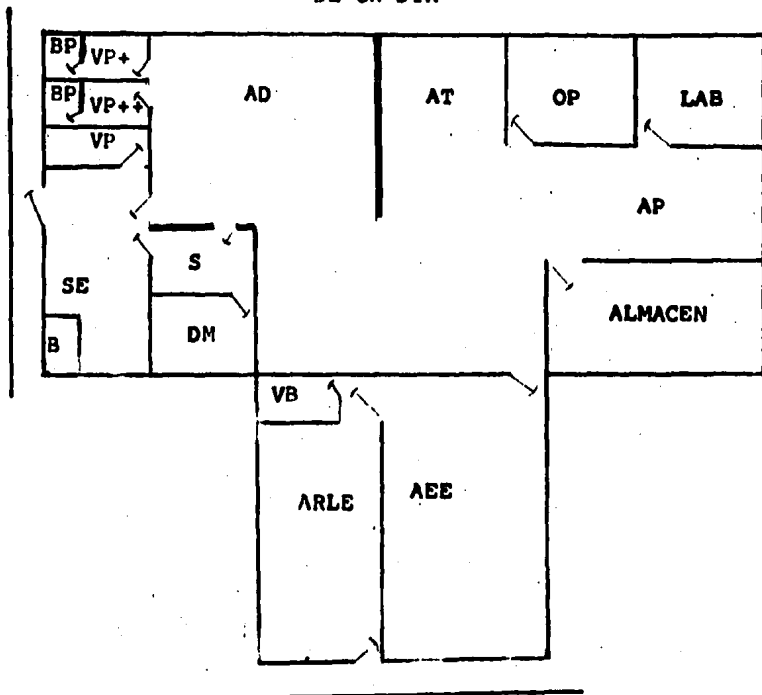 BP VP+
BP VP++
VP
AD
AT
OP
LAB
AP
SE
S
ALMACEN
B
DM
VB
ARLE
AEE